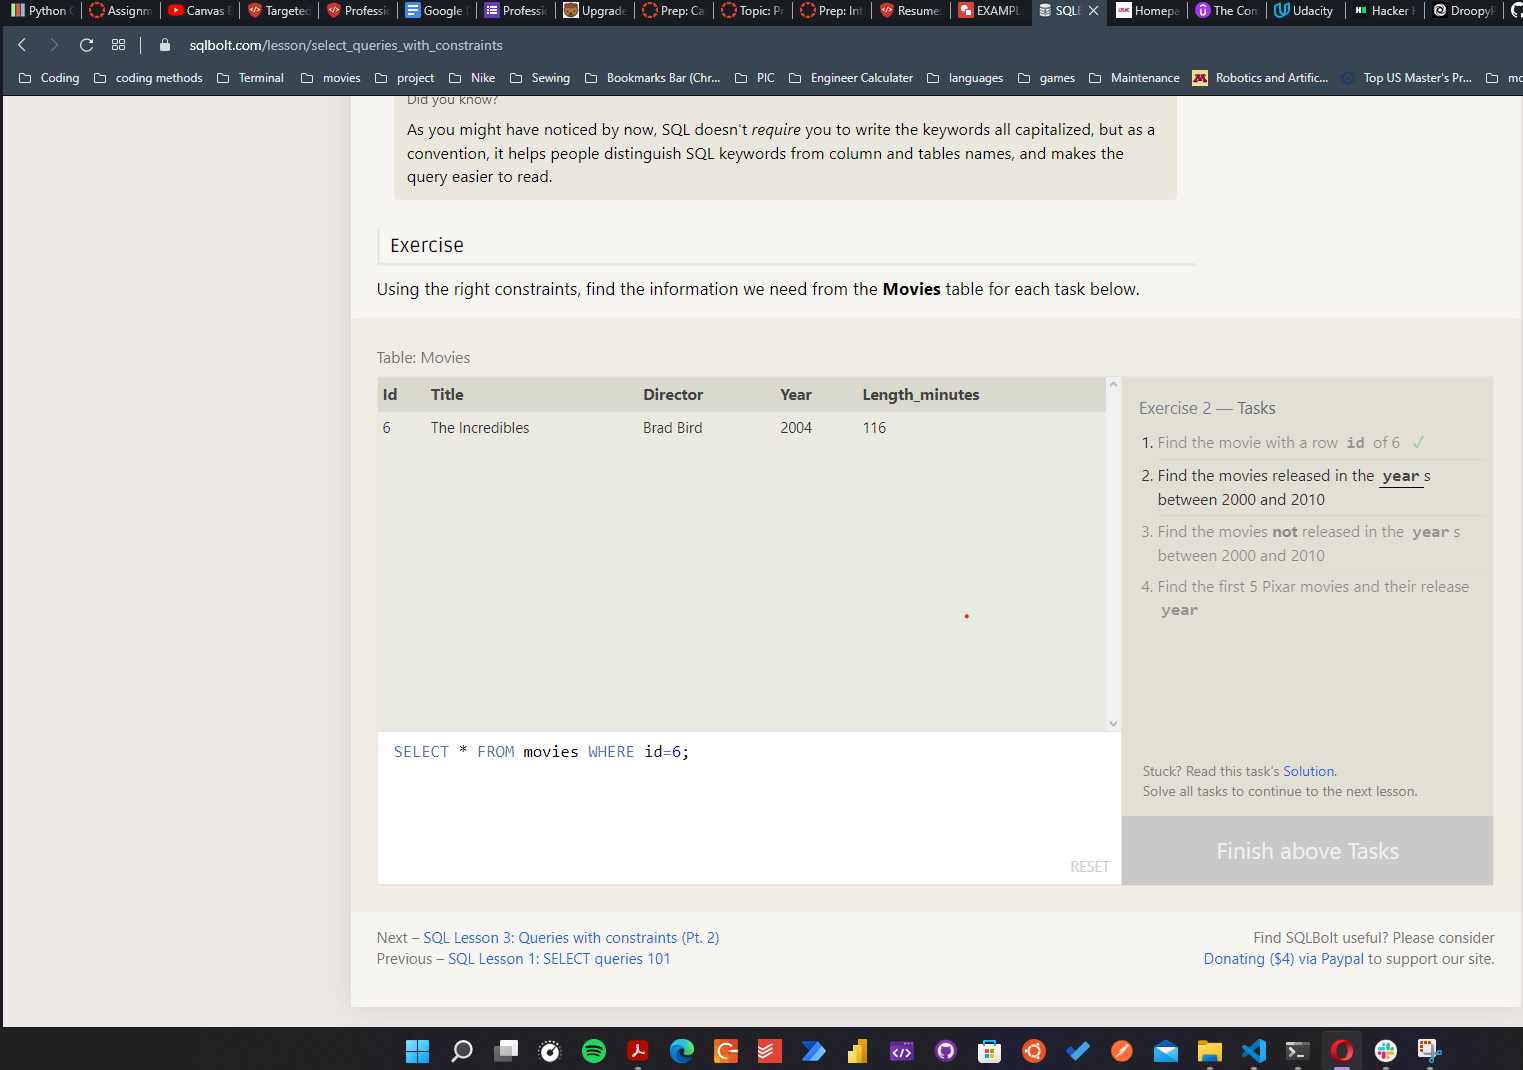 Python
Assignm
Canvas
Targeted
Professio
Google
Professio
Upgrade
Prep: Ca
Topic: Pr
Prep: Int
Resume
EXAMPL
SQLB
Homepa
The Con
Udacity
Hacker
DroopyP
sqlbolt.com/lesson/select_queries_with_constraints
Coding
coding methods
Terminal
movies
project
Nike
Sewing
Bookmarks Bar (Chr...
PIC
Engineer Calculater
languages
games
Maintenance
Robotics and Artific...
Top US Master's Pr...
Did you know?
As you might have noticed by now, SQL doesn't require you to write the keywords all capitalized, but as a
convention, it helps people distinguish SQL keywords from column and tables names, and makes the
query easier to read.
Exercise
Using the right constraints, find the information we need from the Movies table for each task below.
Table: Movies
Id Title Director Year Length_minutes
6 The Incredibles Brad Bird 2004 116
SELECT * FROM movies WHERE id=6;
RESET
Exercise 2 — Tasks
1. Find the movie with a row id of 6 ✓
2. Find the movies released in the year s
between 2000 and 2010
3. Find the movies not released in the year s
between 2000 and 2010
4. Find the first 5 Pixar movies and their release
year
Stuck? Read this task's Solution.
Solve all tasks to continue to the next lesson.
Finish above Tasks
Next – SQL Lesson 3: Queries with constraints (Pt. 2)
Previous – SQL Lesson 1: SELECT queries 101
Find SQLBolt useful? Please consider
Donating ($4) via Paypal to support our site.